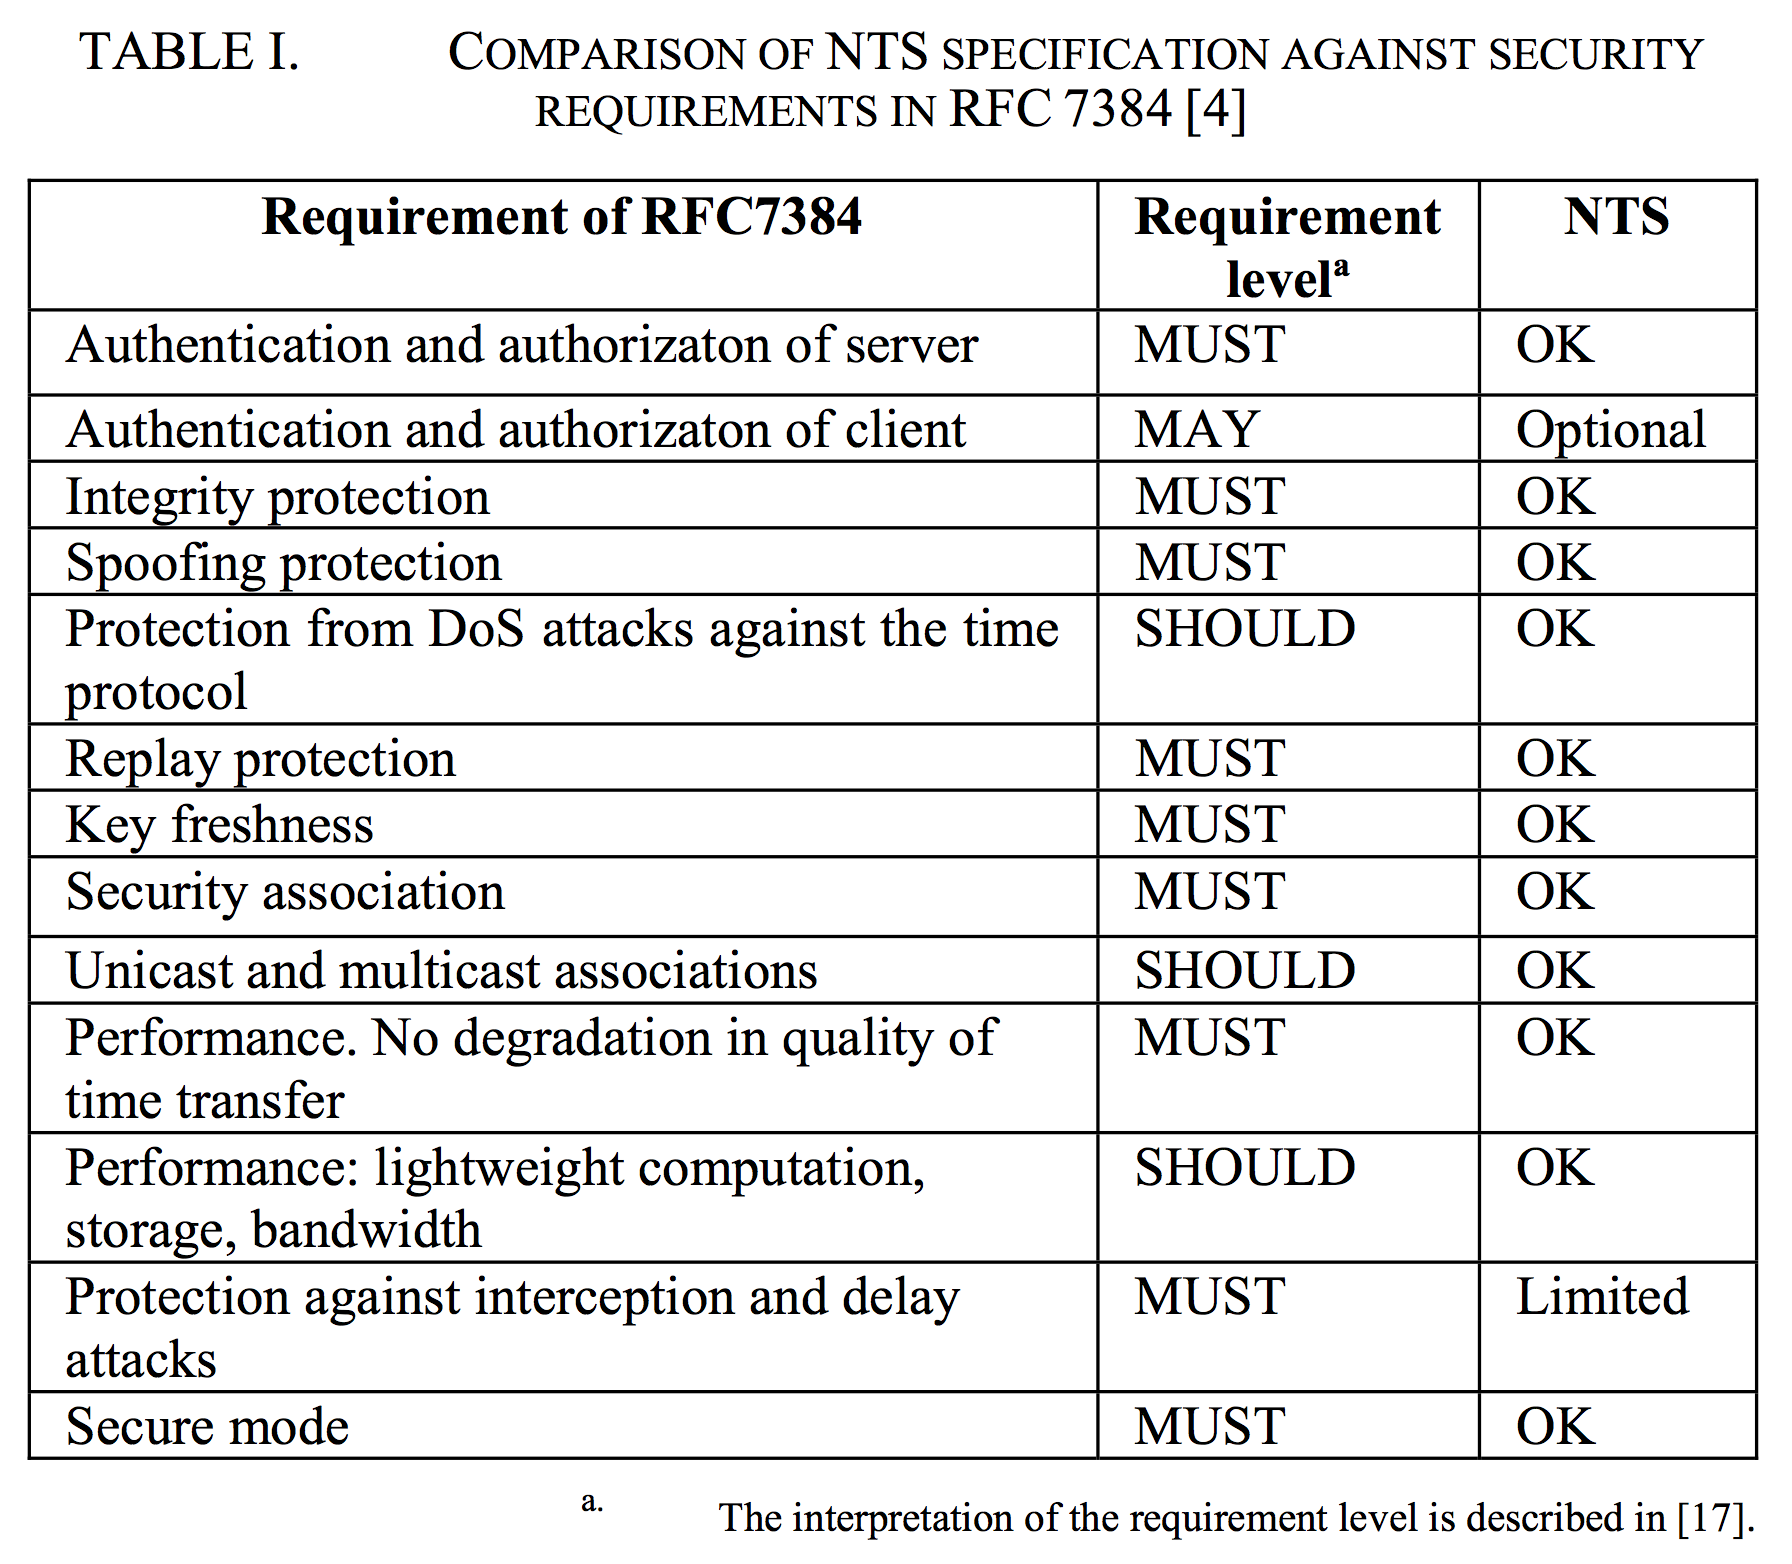 TABLE I. COMPARISON OF NTS SPECIFICATION AGAINST SECURITY
REQUIREMENTS IN RFC 7384 [4]
Requirement of RFC7384 Requirement NTS
levelᵃ
Authentication and authorizaton of server MUST OK
Authentication and authorizaton of client MAY Optional
Integrity protection MUST OK
Spoofing protection MUST OK
Protection from DoS attacks against the time SHOULD OK
protocol
Replay protection MUST OK
Key freshness MUST OK
Security association MUST OK
Unicast and multicast associations SHOULD OK
Performance. No degradation in quality of MUST OK
time transfer
Performance: lightweight computation, SHOULD OK
storage, bandwidth
Protection against interception and delay MUST Limited
attacks
Secure mode MUST OK
a. The interpretation of the requirement level is described in [17].